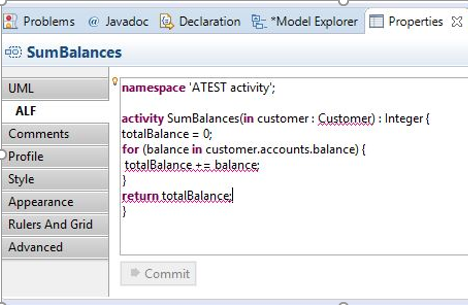 Problems @ Javadoc Declaration *Model Explorer Properties
SumBalances
UML
ALF
Comments
Profile
Style
Appearance
Rulers And Grid
Advanced
namespace 'ATEST activity';
activity SumBalances(in customer : Customer) : Integer {
totalBalance = 0;
for (balance in customer.accounts.balance) {
totalBalance += balance;
}
return totalBalance;
}
Commit